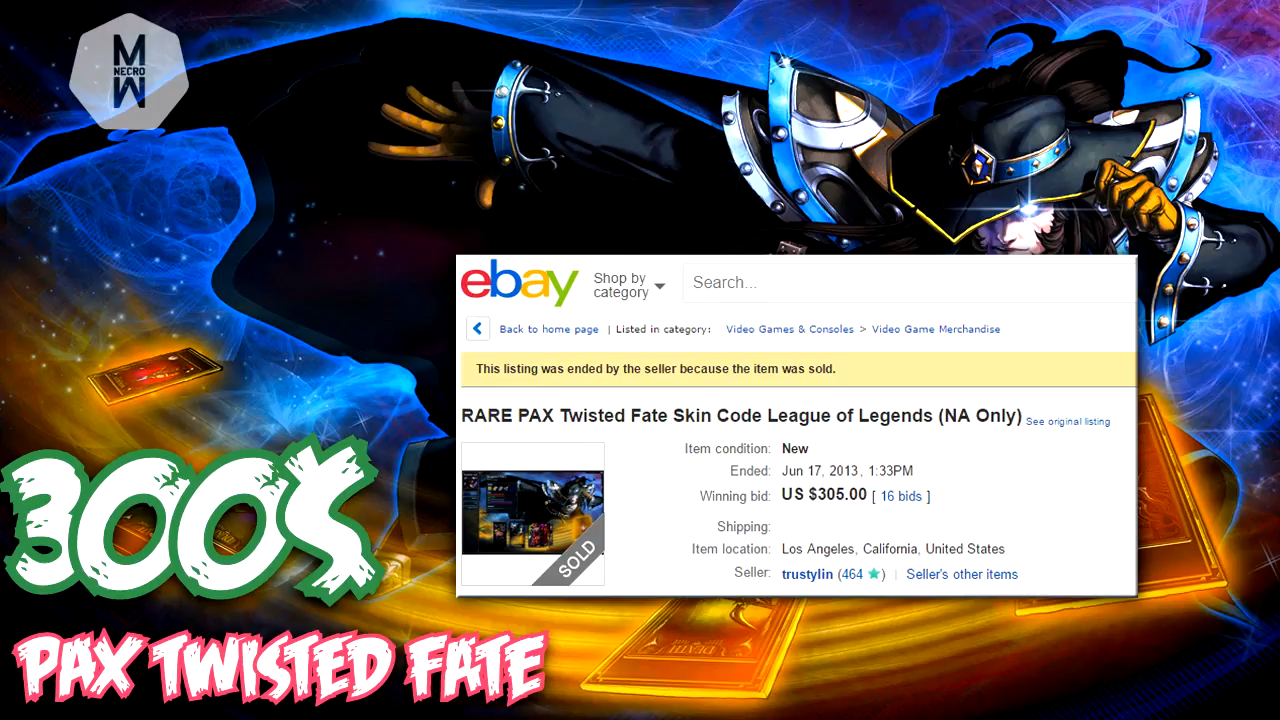 M
NECRO
M
ebay
Shop by
category
Search...
Back to home page | Listed in category: Video Games & Consoles > Video Game Merchandise
This listing was ended by the seller because the item was sold.
RARE PAX Twisted Fate Skin Code League of Legends (NA Only) See original listing
Item condition: New
Ended: Jun 17, 2013, 1:33PM
Winning bid: US $305.00 [ 16 bids ]
Shipping:
Item location: Los Angeles, California, United States
Seller: trustylin (464 ★) | Seller's other items
SOLD
300$
PAX TWISTED FATE
DEATH